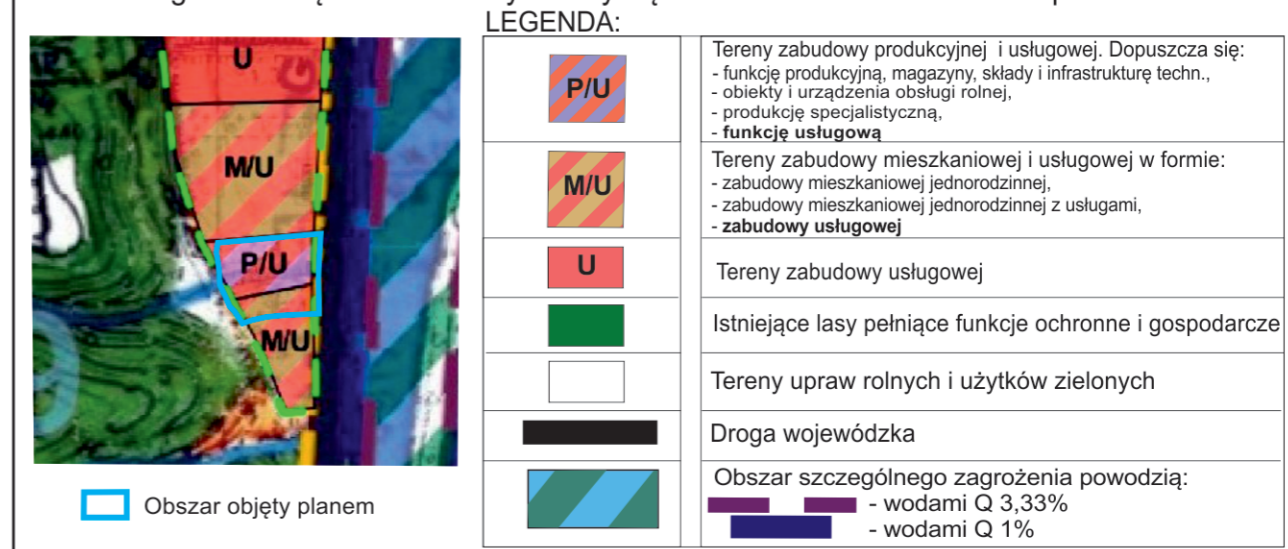 LEGENDA:
U
M/U
P/U
M/U
Obszar objęty planem
P/U
Tereny zabudowy produkcyjnej i usługowej. Dopuszcza się:
- funkcję produkcyjną, magazyny, składy i infrastrukturę techn.,
- obiekty i urządzenia obsługi rolnej,
- produkcję specjalistyczną,
- funkcję usługową
M/U
Tereny zabudowy mieszkaniowej i usługowej w formie:
- zabudowy mieszkaniowej jednorodzinnej,
- zabudowy mieszkaniowej jednorodzinnej z usługami,
- zabudowy usługowej
U
Tereny zabudowy usługowej
Istniejące lasy pełniące funkcje ochronne i gospodarcze
Tereny upraw rolnych i użytków zielonych
Droga wojewódzka
Obszar szczególnego zagrożenia powodzią:
- wodami Q 3,33%
- wodami Q 1%